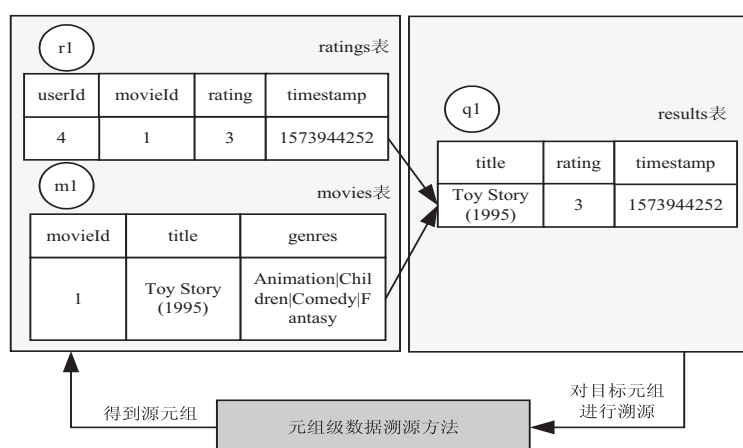 r1
ratings表
userId movieId rating timestamp
4 1 3 1573944252
m1
movies表
movieId title genres
1 Toy Story (1995) Animation|Chi
dren|Comedy|F
antasy
q1
results表
title rating timestamp
Toy Story
(1995) 3 1573944252
得到源元组
元组级数据溯源方法
对目标元组
进行溯源